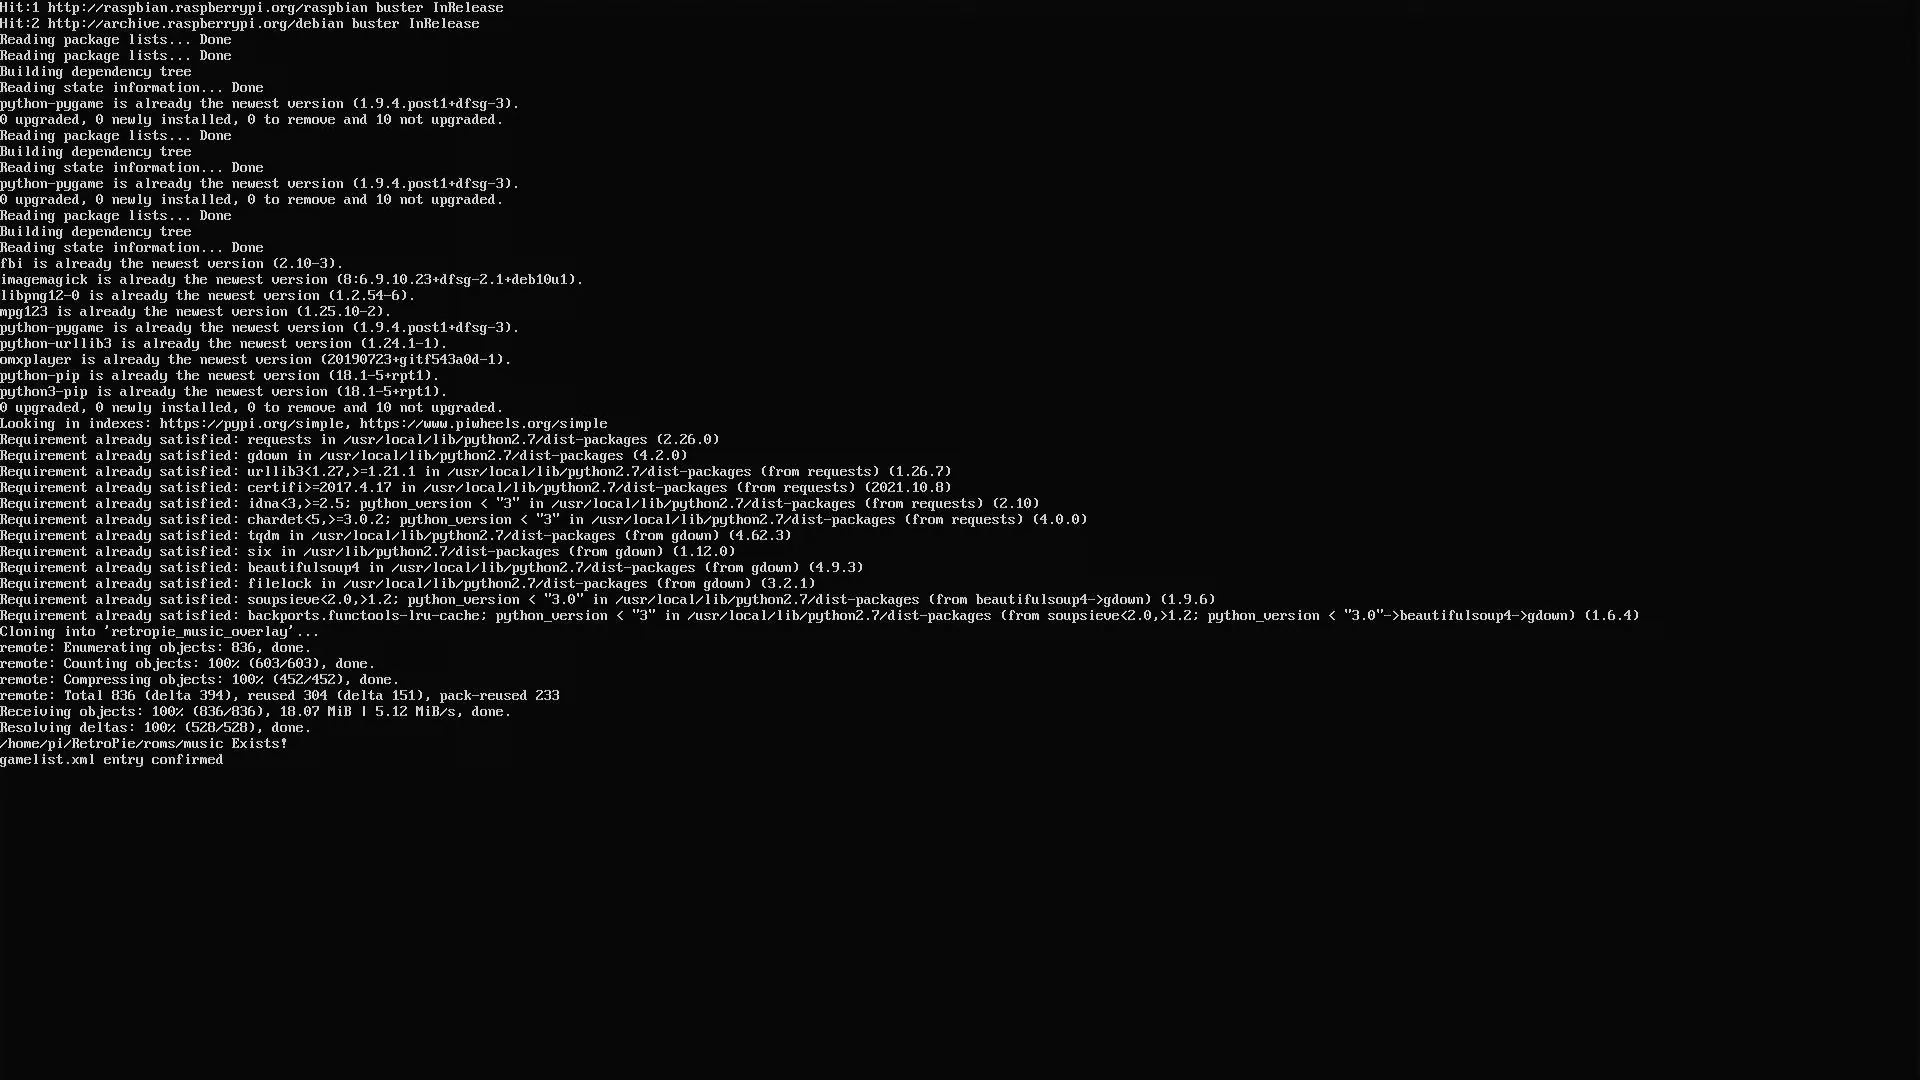 Hit:1 http://raspbian.raspberrypi.org/raspbian buster InRelease
Hit:2 http://archive.raspberrypi.org/debian buster InRelease
Reading package lists... Done
Reading package lists... Done
Building dependency tree
Reading state information... Done
python-pygame is already the newest version (1.9.4.post1+dfsg-3).
0 upgraded, 0 newly installed, 0 to remove and 10 not upgraded.
Reading package lists... Done
Building dependency tree
Reading state information... Done
python-pygame is already the newest version (1.9.4.post1+dfsg-3).
0 upgraded, 0 newly installed, 0 to remove and 10 not upgraded.
Reading package lists... Done
Building dependency tree
Reading state information... Done
fbi is already the newest version (2.10-3).
imagemagick is already the newest version (8:6.9.10.23+dfsg-2.1+deb10u1).
libpng12-0 is already the newest version (1.2.54-6).
mpg123 is already the newest version (1.25.10-2).
python-pygame is already the newest version (1.9.4.post1+dfsg-3).
python-urllib3 is already the newest version (1.24.1-1).
omxplayer is already the newest version (20190723+gitf543a0d-1).
python-pip is already the newest version (18.1-5+rpt1).
python3-pip is already the newest version (18.1-5+rpt1).
0 upgraded, 0 newly installed, 0 to remove and 10 not upgraded.
Looking in indexes: https://pypi.org/simple, https://www.piwheels.org/simple
Requirement already satisfied: requests in /usr/local/lib/python2.7/dist-packages (2.26.0)
Requirement already satisfied: gdown in /usr/local/lib/python2.7/dist-packages (4.2.0)
Requirement already satisfied: urllib3<1.27,>=1.21.1 in /usr/local/lib/python2.7/dist-packages (from requests) (1.26.7)
Requirement already satisfied: certifi>=2017.4.17 in /usr/local/lib/python2.7/dist-packages (from requests) (2021.10.8)
Requirement already satisfied: idna<3,>=2.5; python_version < "3" in /usr/local/lib/python2.7/dist-packages (from requests) (2.10)
Requirement already satisfied: chardet<5,>=3.0.2; python_version < "3" in /usr/local/lib/python2.7/dist-packages (from requests) (4.0.0)
Requirement already satisfied: tqdm in /usr/local/lib/python2.7/dist-packages (from gdown) (4.62.3)
Requirement already satisfied: six in /usr/lib/python2.7/dist-packages (from gdown) (1.12.0)
Requirement already satisfied: beautifulsoup4 in /usr/local/lib/python2.7/dist-packages (from gdown) (4.9.3)
Requirement already satisfied: filelock in /usr/local/lib/python2.7/dist-packages (from gdown) (3.2.1)
Requirement already satisfied: soupsieve<2.0,>1.2; python_version < "3.0" in /usr/local/lib/python2.7/dist-packages (from beautifulsoup4->gdown) (1.9.6)
Requirement already satisfied: backports.functools-lru-cache; python_version < "3" in /usr/local/lib/python2.7/dist-packages (from soupsieve<2.0,>1.2; python_version < "3.0"->beautifulsoup4->gdown) (1.6.4)
Cloning into 'retropie_music_overlay'...
remote: Enumerating objects: 836, done.
remote: Counting objects: 100% (603/603), done.
remote: Compressing objects: 100% (452/452), done.
remote: Total 836 (delta 394), reused 304 (delta 151), pack-reused 233
Receiving objects: 100% (836/836), 18.07 MiB | 5.12 MiB/s, done.
Resolving deltas: 100% (528/528), done.
/home/pi/RetroPie/roms/music Exists!
gamelist.xml entry confirmed